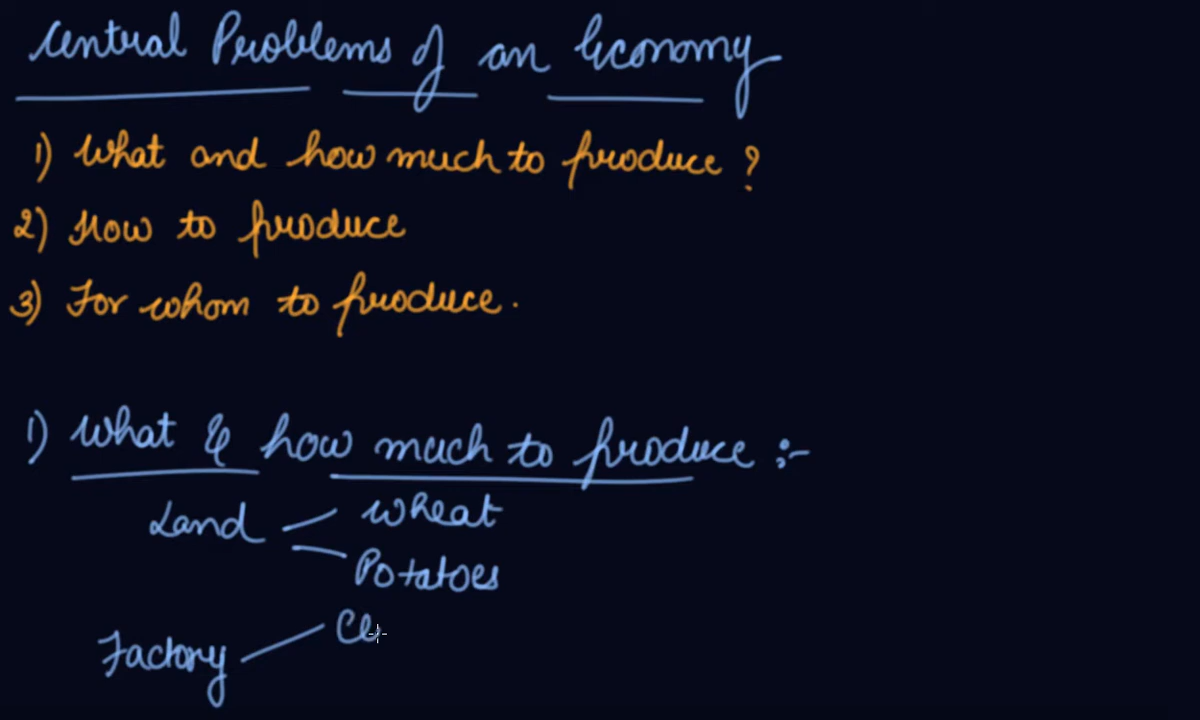 Central Problems of an Economy
1) What and how much to produce ?
2) How to produce
3) For whom to produce.
1) What & how much to produce :-
Land Wheat
Potatoes
Factory